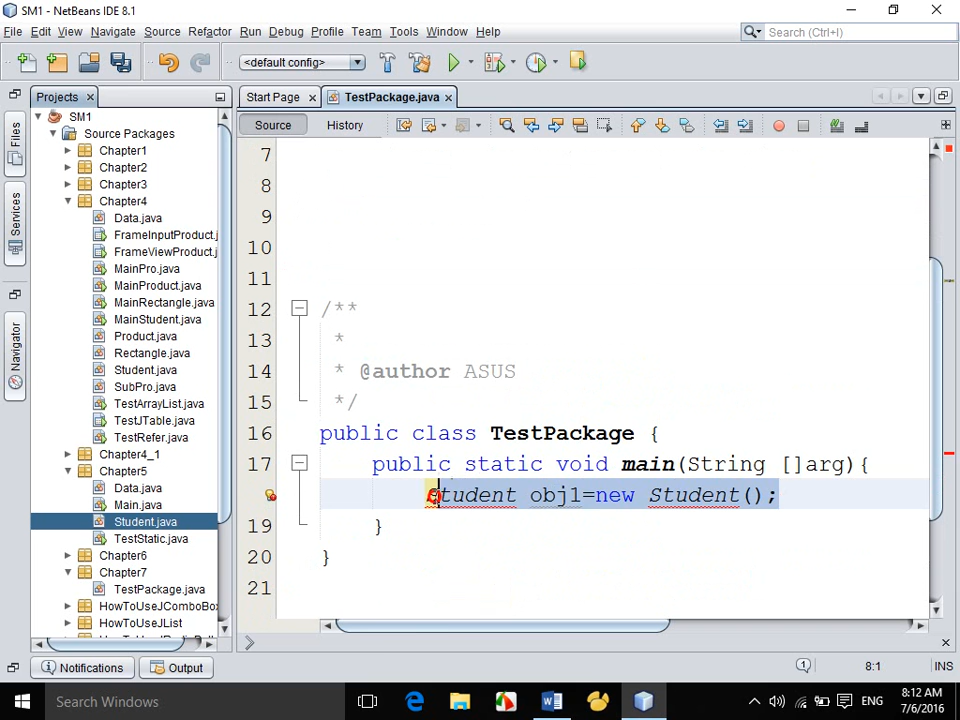 SM1 - NetBeans IDE 8.1
File Edit View Navigate Source Refactor Run Debug Profile Team Tools Window Help
Search (Ctrl+I)
<default config>
Projects
Start Page
TestPackage.java
Source
History
Files
Services
Navigator
SM1
Source Packages
Chapter1
Chapter2
Chapter3
Chapter4
Data.java
FrameInputProduct.j
FrameViewProduct.j
MainPro.java
MainProduct.java
MainRectangle.java
MainStudent.java
Product.java
Rectangle.java
Student.java
SubPro.java
TestArrayList.java
TestJTable.java
TestRefer.java
Chapter4_1
Chapter5
Data.java
Main.java
Student.java
TestStatic.java
Chapter6
Chapter7
TestPackage.java
HowToUseJComboBox
HowToUseJList
7
8
9
10
11
12 /**
13 *
14 * @author ASUS
15 */
16 public class TestPackage {
17 public static void main(String []arg){
Student obj1=new Student();
19 }
20 }
21
Notifications
Output
1
8:1
INS
Search Windows
ENG
8:12 AM
7/6/2016